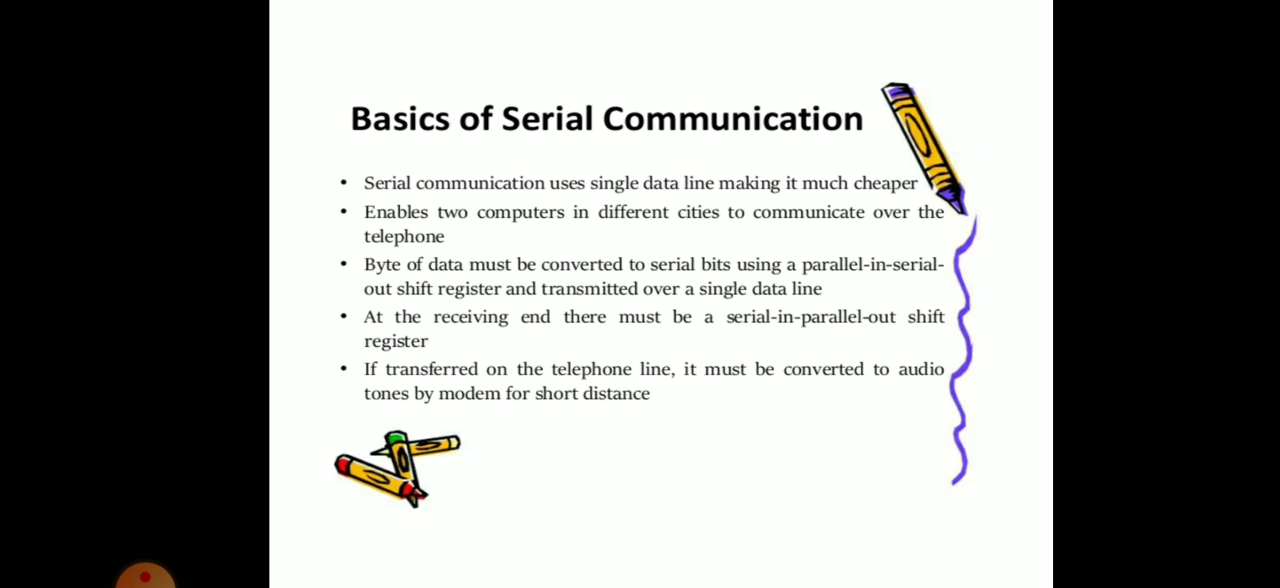 Basics of Serial Communication
• Serial communication uses single data line making it much cheaper
• Enables two computers in different cities to communicate over the
telephone
• Byte of data must be converted to serial bits using a parallel-in-serial-
out shift register and transmitted over a single data line
• At the receiving end there must be a serial-in-parallel-out shift
register
• If transferred on the telephone line, it must be converted to audio
tones by modem for short distance